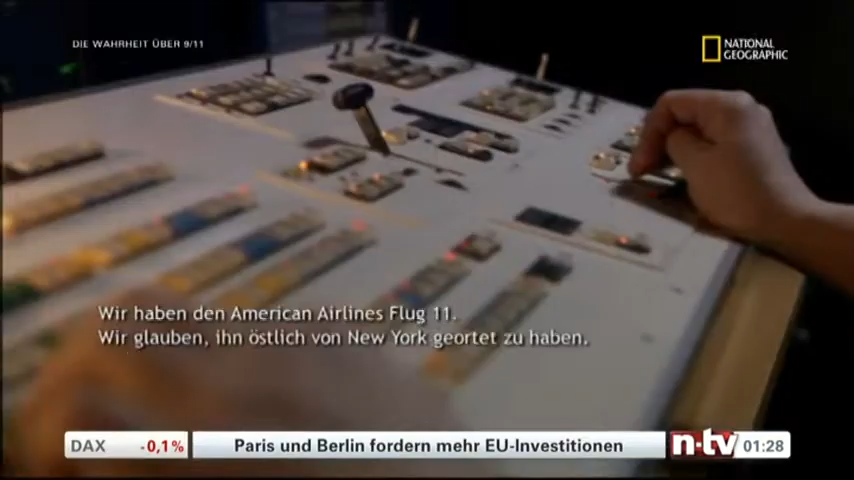 DIE WAHRHEIT ÜBER 9/11
NATIONAL
GEOGRAPHIC
Wir haben den American Airlines Flug 11.
Wir glauben, ihn östlich von New York geortet zu haben.
DAX -0,1% Paris und Berlin fordern mehr EU-Investitionen n-tv 01:28